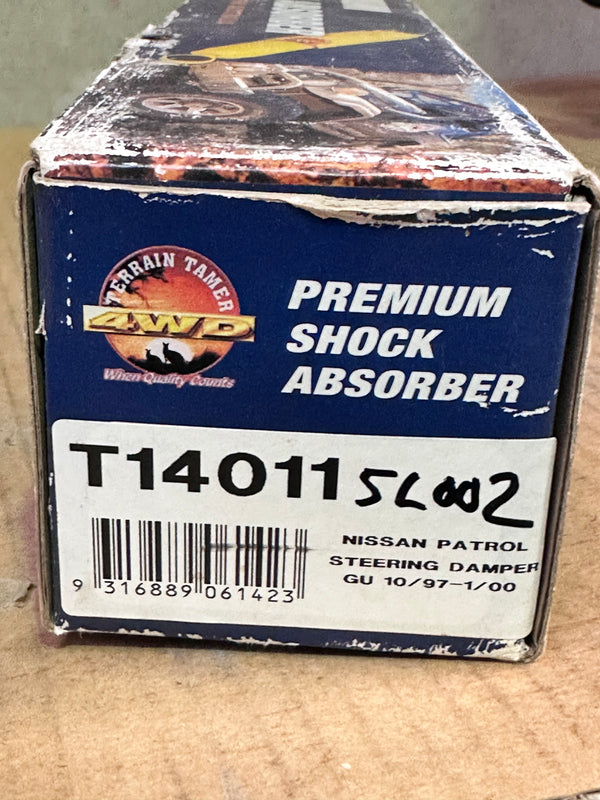 ABSORBER
TERRAIN TAMER
4WD
When Quality Counts
PREMIUM
SHOCK
ABSORBER
T14011 5L002
NISSAN PATROL
STEERING DAMPER
GU 10/97-1/00
9 316889 061423